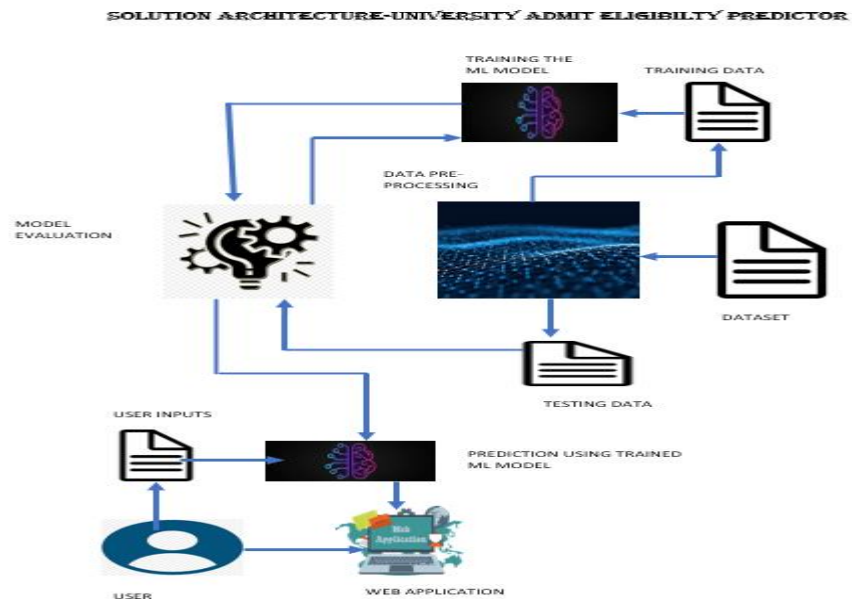 SOLUTION ARCHITECTURE-UNIVERSITY ADMIT ELIGIBILTY PREDICTOR
TRAINING THE
ML MODEL
TRAINING DATA
DATA PRE-
PROCESSING
MODEL
EVALUATION
DATASET
TESTING DATA
USER INPUTS
PREDICTION USING TRAINED
ML MODEL
Web
Application
WEB APPLICATION
USER